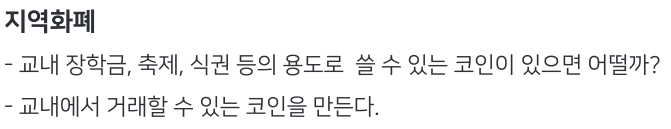 지역화폐
- 교내 장학금, 축제, 식권 등의 용도로  쓸 수 있는 코인이 있으면 어떨까?
- 교내에서 거래할 수 있는 코인을 만든다.